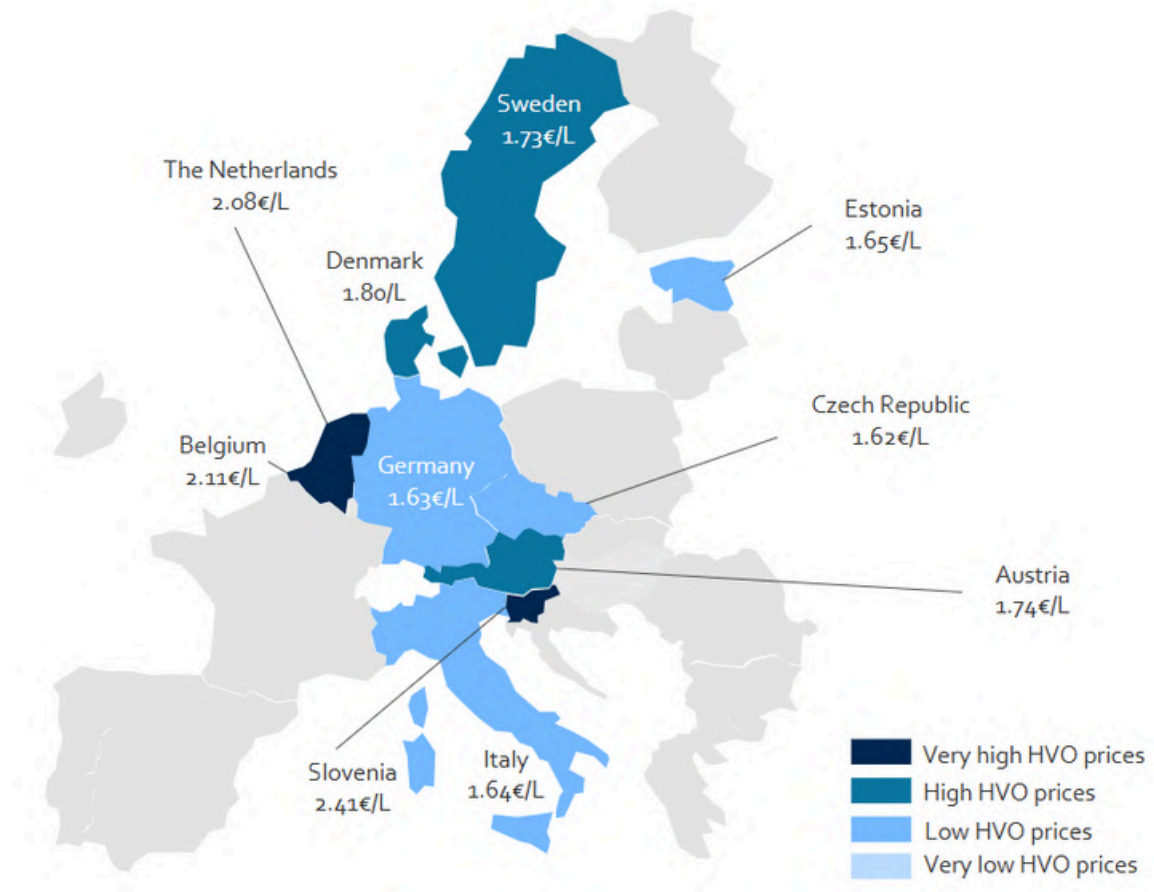 Sweden
1.73€/L
The Netherlands
2.08€/L
Estonia
1.65€/L
Denmark
1.80/L
Czech Republic
1.62€/L
Belgium
2.11€/L
Germany
1.63€/L
Austria
1.74€/L
Slovenia
2.41€/L
Italy
1.64€/L
Very high HVO prices
High HVO prices
Low HVO prices
Very low HVO prices